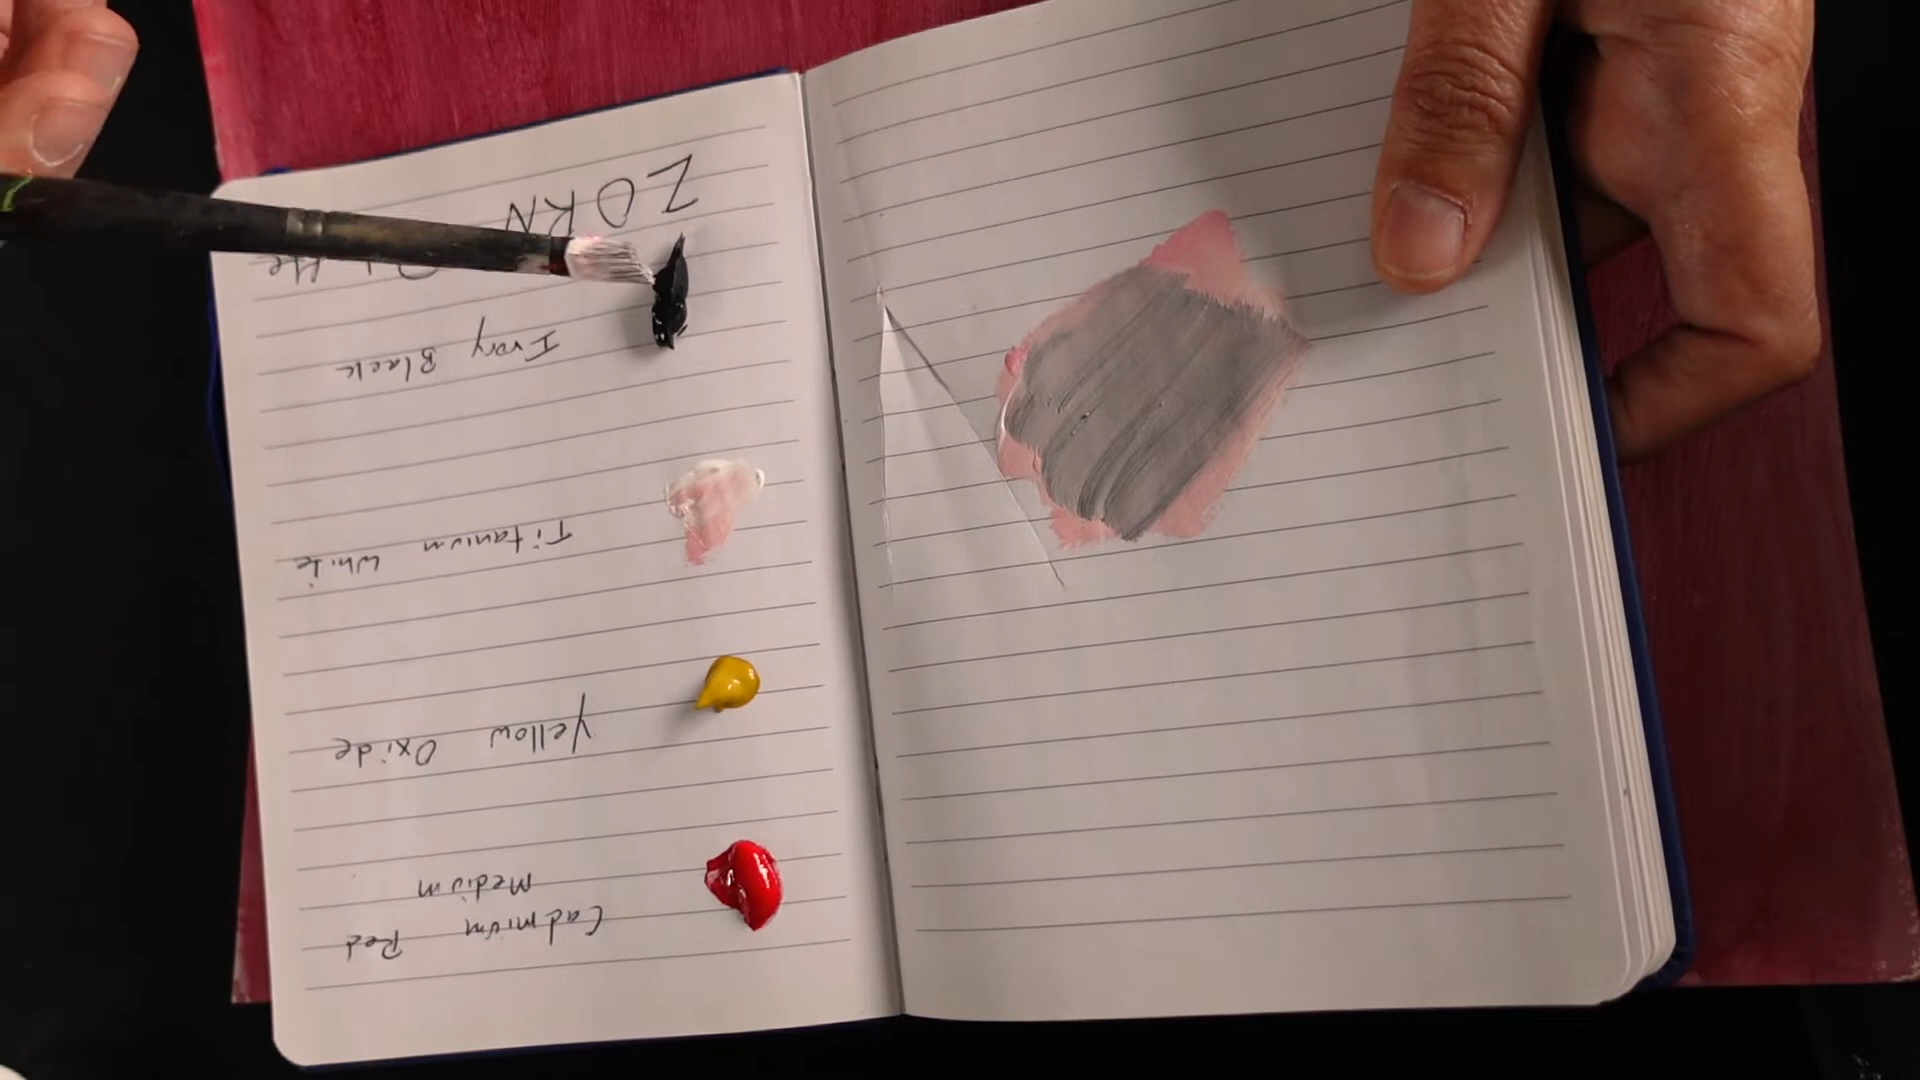 ZORN
Ivory Black
Titanium White
Yellow Oxide
Cadmium Red
Medium